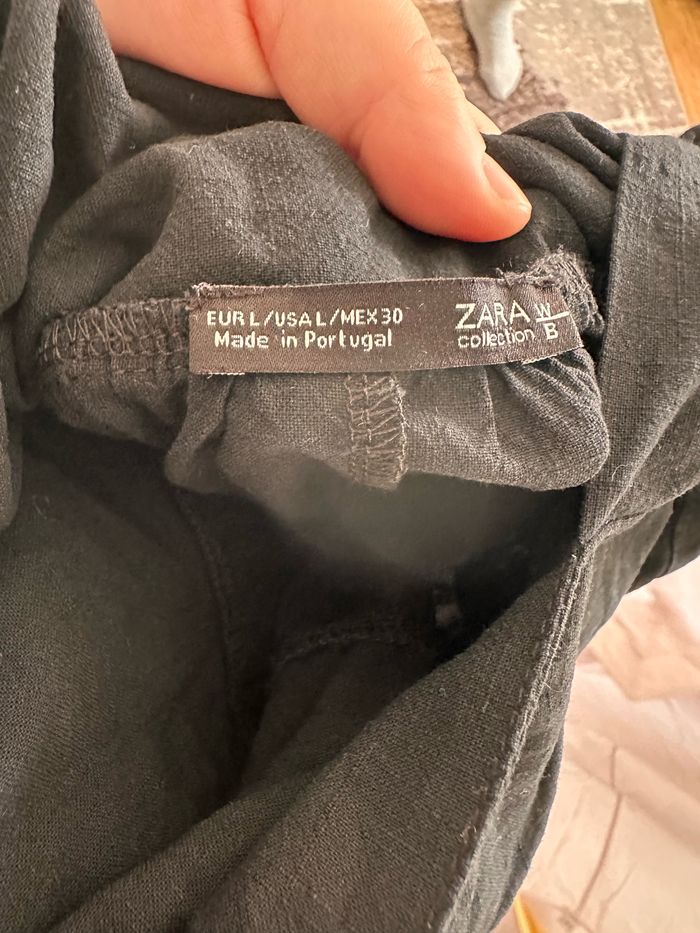 EUR L/USA L/MEX 30
Made in Portugal
ZARA W/B
collection